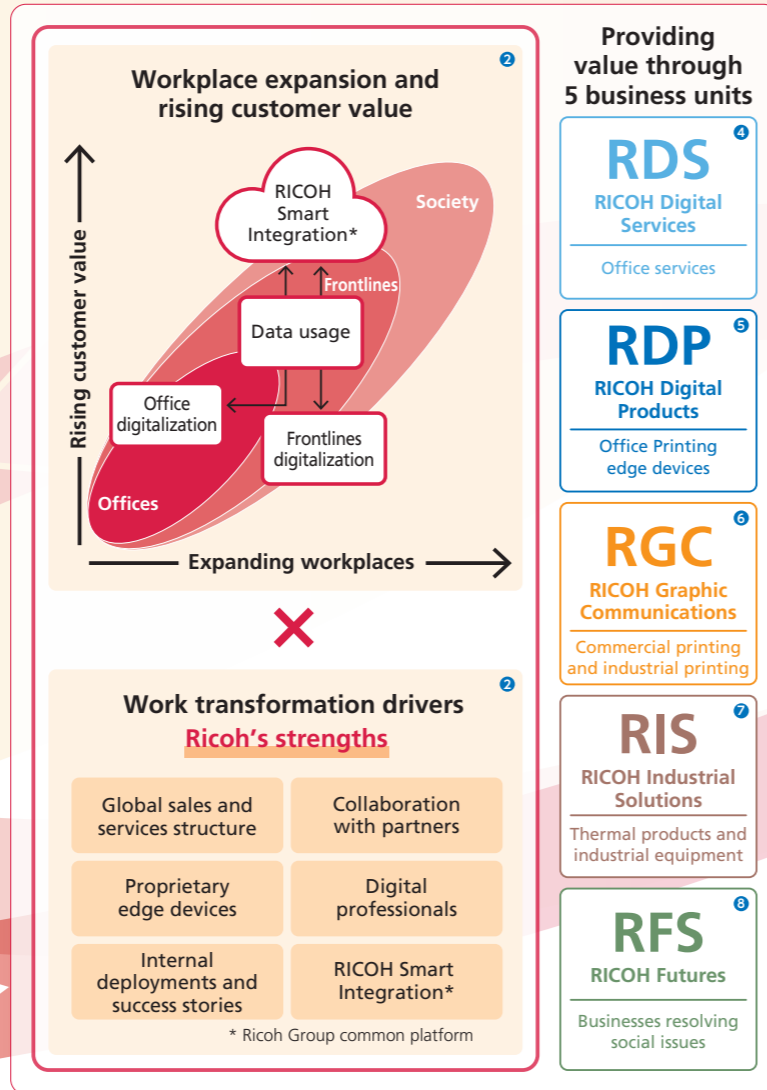 2
Workplace expansion and
rising customer value
Rising customer value
RICOH
Smart
Integration*
Society
Frontlines
Data usage
Office
digitalization
Frontlines
digitalization
Offices
Expanding workplaces
2
Work transformation drivers
Ricoh's strengths
Global sales and
services structure
Collaboration
with partners
Proprietary
edge devices
Digital
professionals
Internal
deployments and
success stories
RICOH Smart
Integration*
* Ricoh Group common platform
Providing
value through
5 business units
4
RDS
RICOH Digital
Services
Office services
5
RDP
RICOH Digital
Products
Office Printing
edge devices
6
RGC
RICOH Graphic
Communications
Commercial printing
and industrial printing
7
RIS
RICOH Industrial
Solutions
Thermal products and
industrial equipment
8
RFS
RICOH Futures
Businesses resolving
social issues